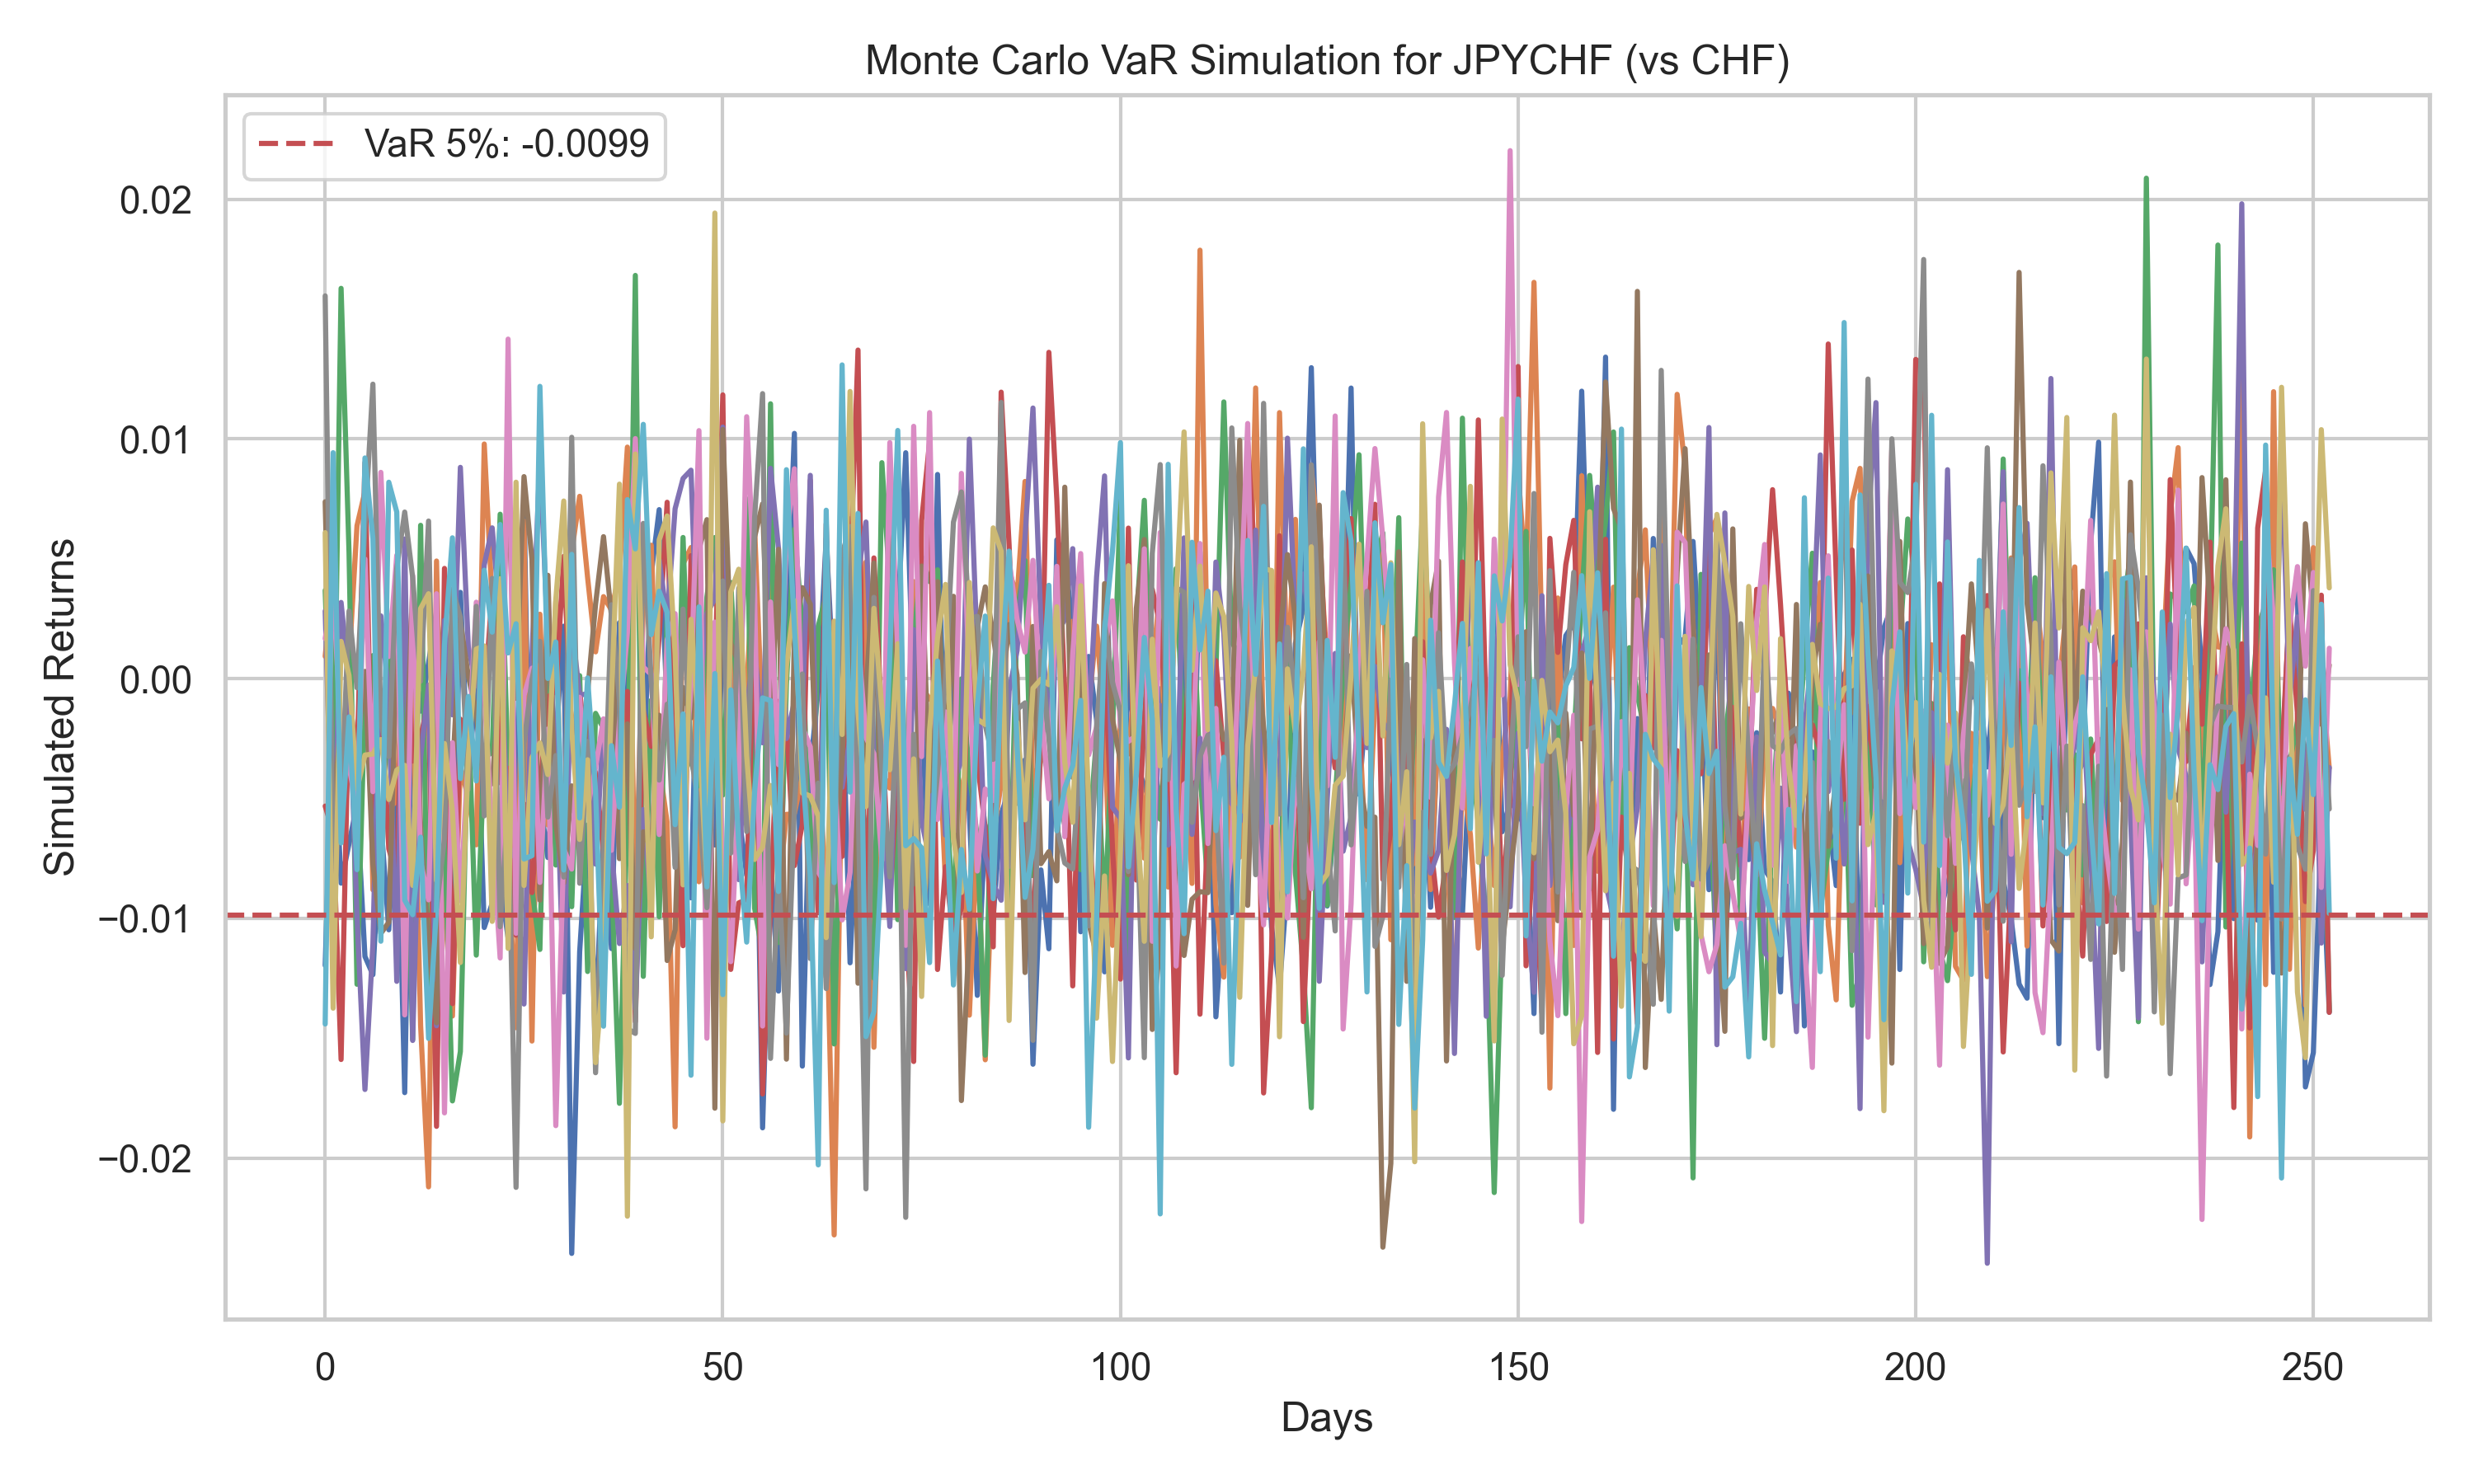 Monte Carlo VaR Simulation for JPYCHF (vs CHF)
VaR 5%: -0.0099
0.02
0.01
0.00
−0.01
−0.02
Simulated Returns
0 50 100 150 200 250
Days